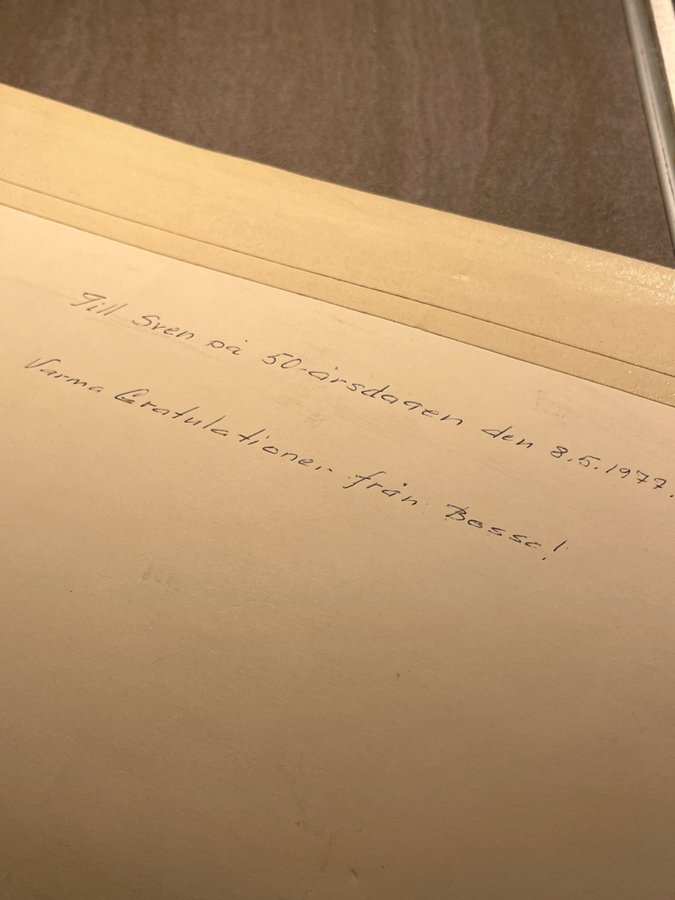 Till Sven på 50-årsdagen den 8.5.1977.
Varma Gratulationer från Bosse!